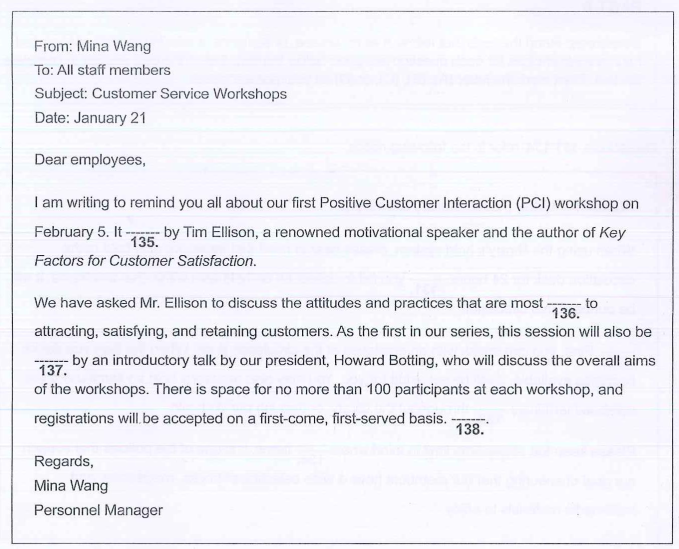 From: Mina Wang
To: All staff members
Subject: Customer Service Workshops
Date: January 21
Dear employees,
I am writing to remind you all about our first Positive Customer Interaction (PCI) workshop on
February 5. It ------- by Tim Ellison, a renowned motivational speaker and the author of Key
135.
Factors for Customer Satisfaction.
We have asked Mr. Ellison to discuss the attitudes and practices that are most ------- to
136.
attracting, satisfying, and retaining customers. As the first in our series, this session will also be
------- by an introductory talk by our president, Howard Botting, who will discuss the overall aims
137.
of the workshops. There is space for no more than 100 participants at each workshop, and
registrations will be accepted on a first-come, first-served basis. -------.
138.
Regards,
Mina Wang
Personnel Manager